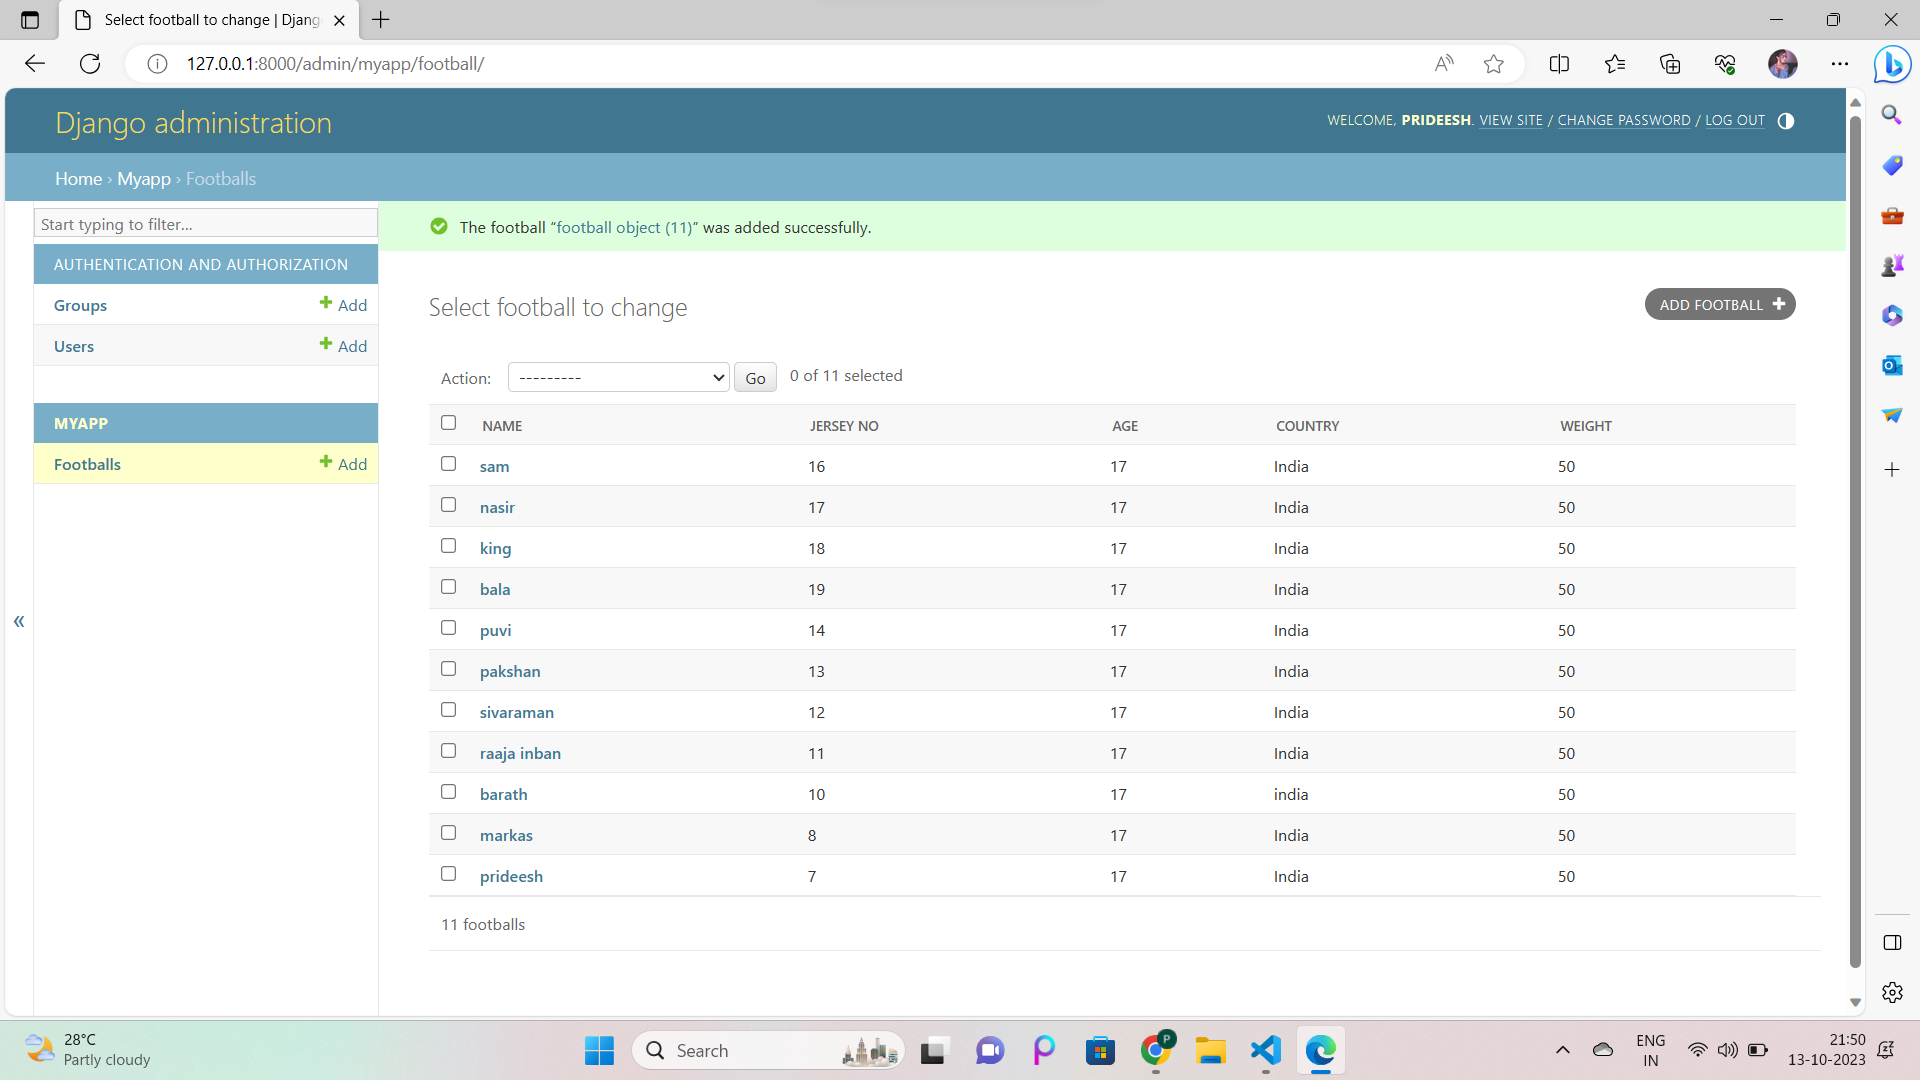 Select football to change | Djang
127.0.0.1:8000/admin/myapp/football/
Django administration
WELCOME, PRIDEESH. VIEW SITE / CHANGE PASSWORD / LOG OUT
Home › Myapp › Footballs
Start typing to filter...
The football “football object (11)” was added successfully.
AUTHENTICATION AND AUTHORIZATION
Groups Add
Users Add
MYAPP
Footballs Add
«
Select football to change
ADD FOOTBALL
Action: --------- Go 0 of 11 selected
NAME JERSEY NO AGE COUNTRY WEIGHT
sam 16 17 India 50
nasir 17 17 India 50
king 18 17 India 50
bala 19 17 India 50
puvi 14 17 India 50
pakshan 13 17 India 50
sivaraman 12 17 India 50
raaja inban 11 17 India 50
barath 10 17 india 50
markas 8 17 India 50
prideesh 7 17 India 50
11 footballs
28°C
Partly cloudy
Search
P
ENG
IN
21:50
13-10-2023